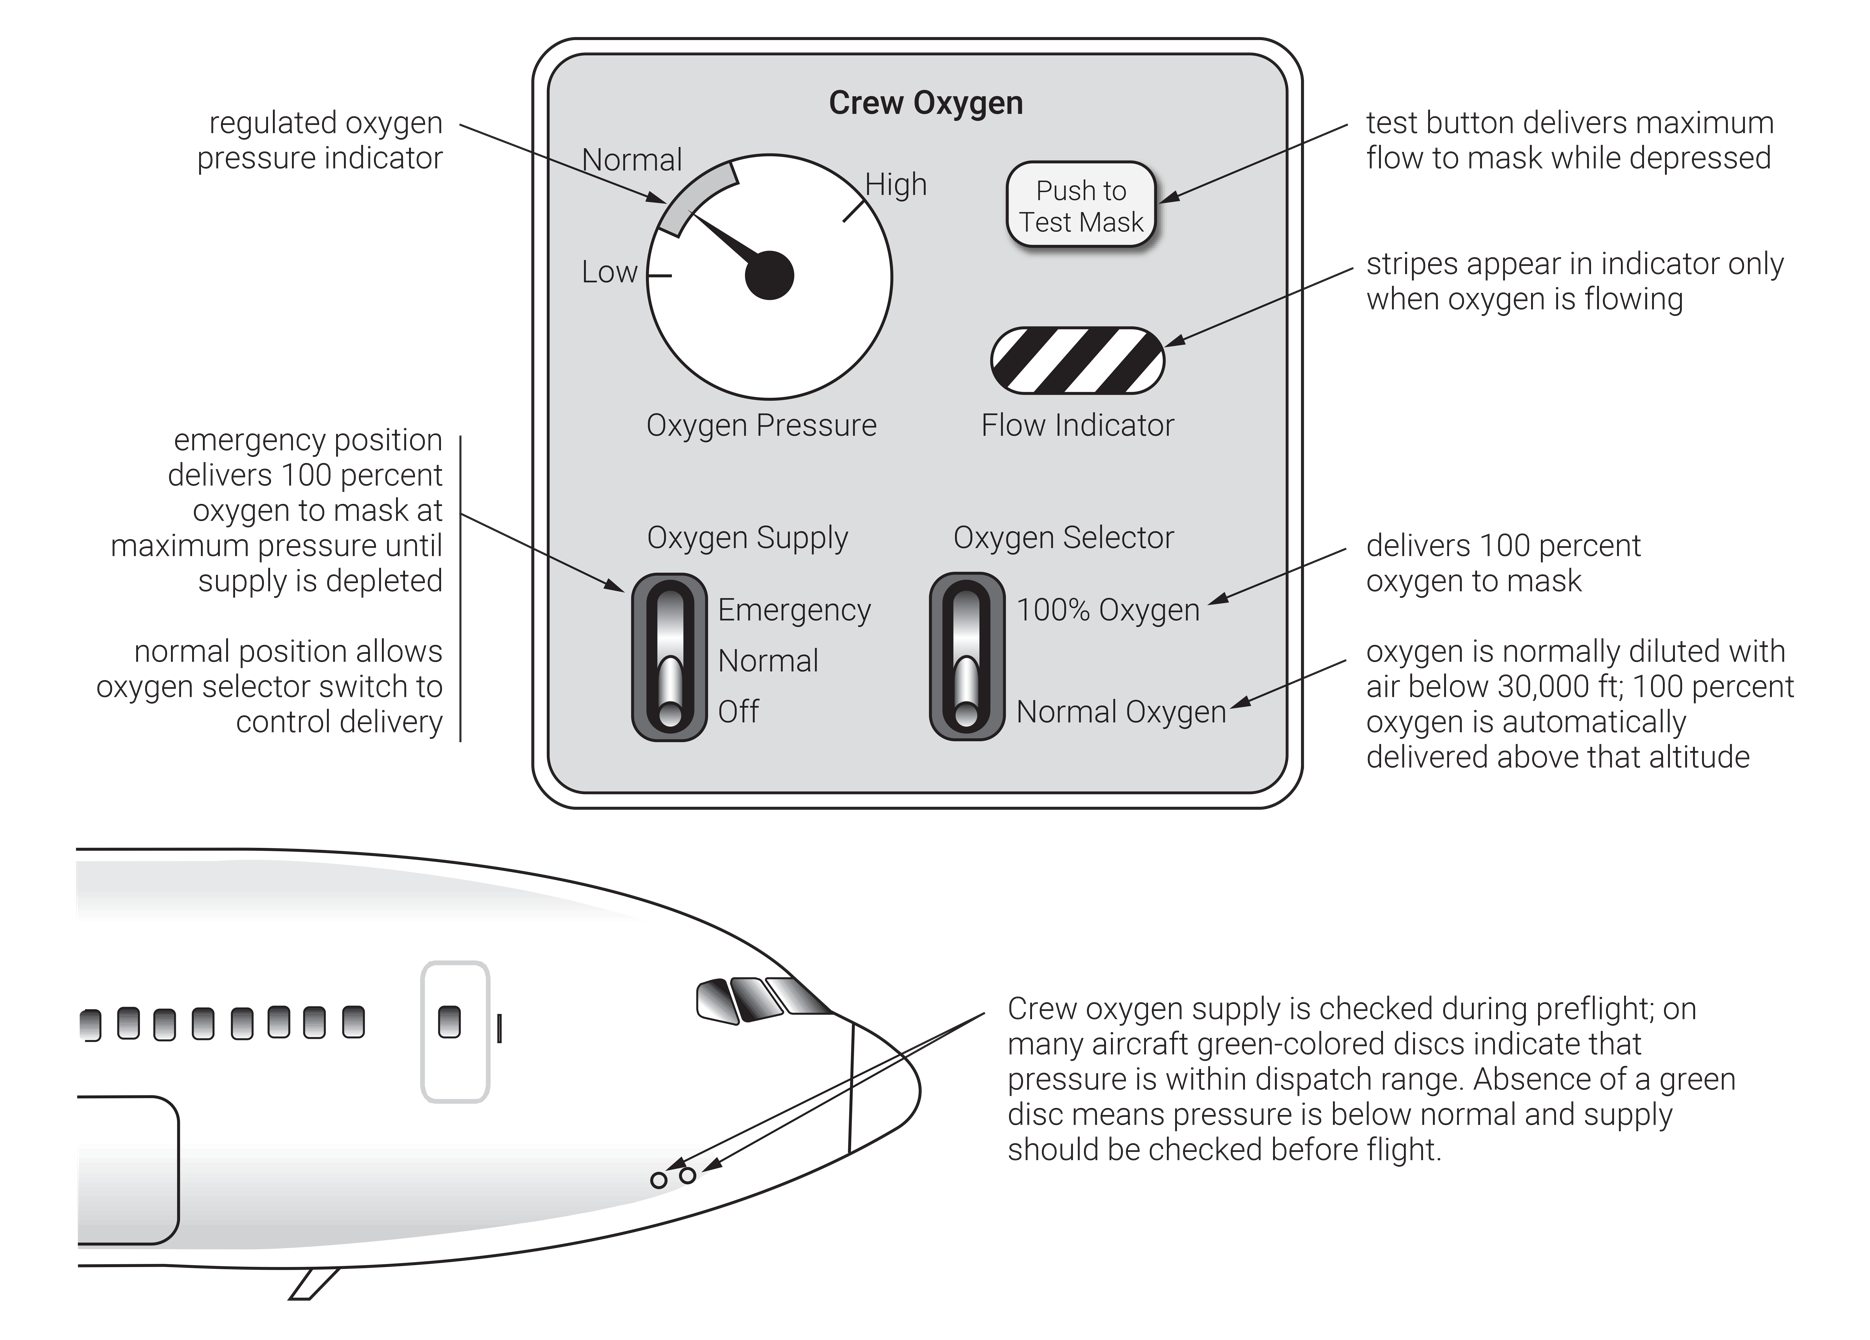 Crew Oxygen
regulated oxygen
pressure indicator
Normal
High
Low
Oxygen Pressure
Push to
Test Mask
test button delivers maximum
flow to mask while depressed
stripes appear in indicator only
when oxygen is flowing
Flow Indicator
emergency position
delivers 100 percent
oxygen to mask at
maximum pressure until
supply is depleted
normal position allows
oxygen selector switch to
control delivery
Oxygen Supply
Emergency
Normal
Off
Oxygen Selector
100% Oxygen
Normal Oxygen
delivers 100 percent
oxygen to mask
oxygen is normally diluted with
air below 30,000 ft; 100 percent
oxygen is automatically
delivered above that altitude
Crew oxygen supply is checked during preflight; on
many aircraft green-colored discs indicate that
pressure is within dispatch range. Absence of a green
disc means pressure is below normal and supply
should be checked before flight.